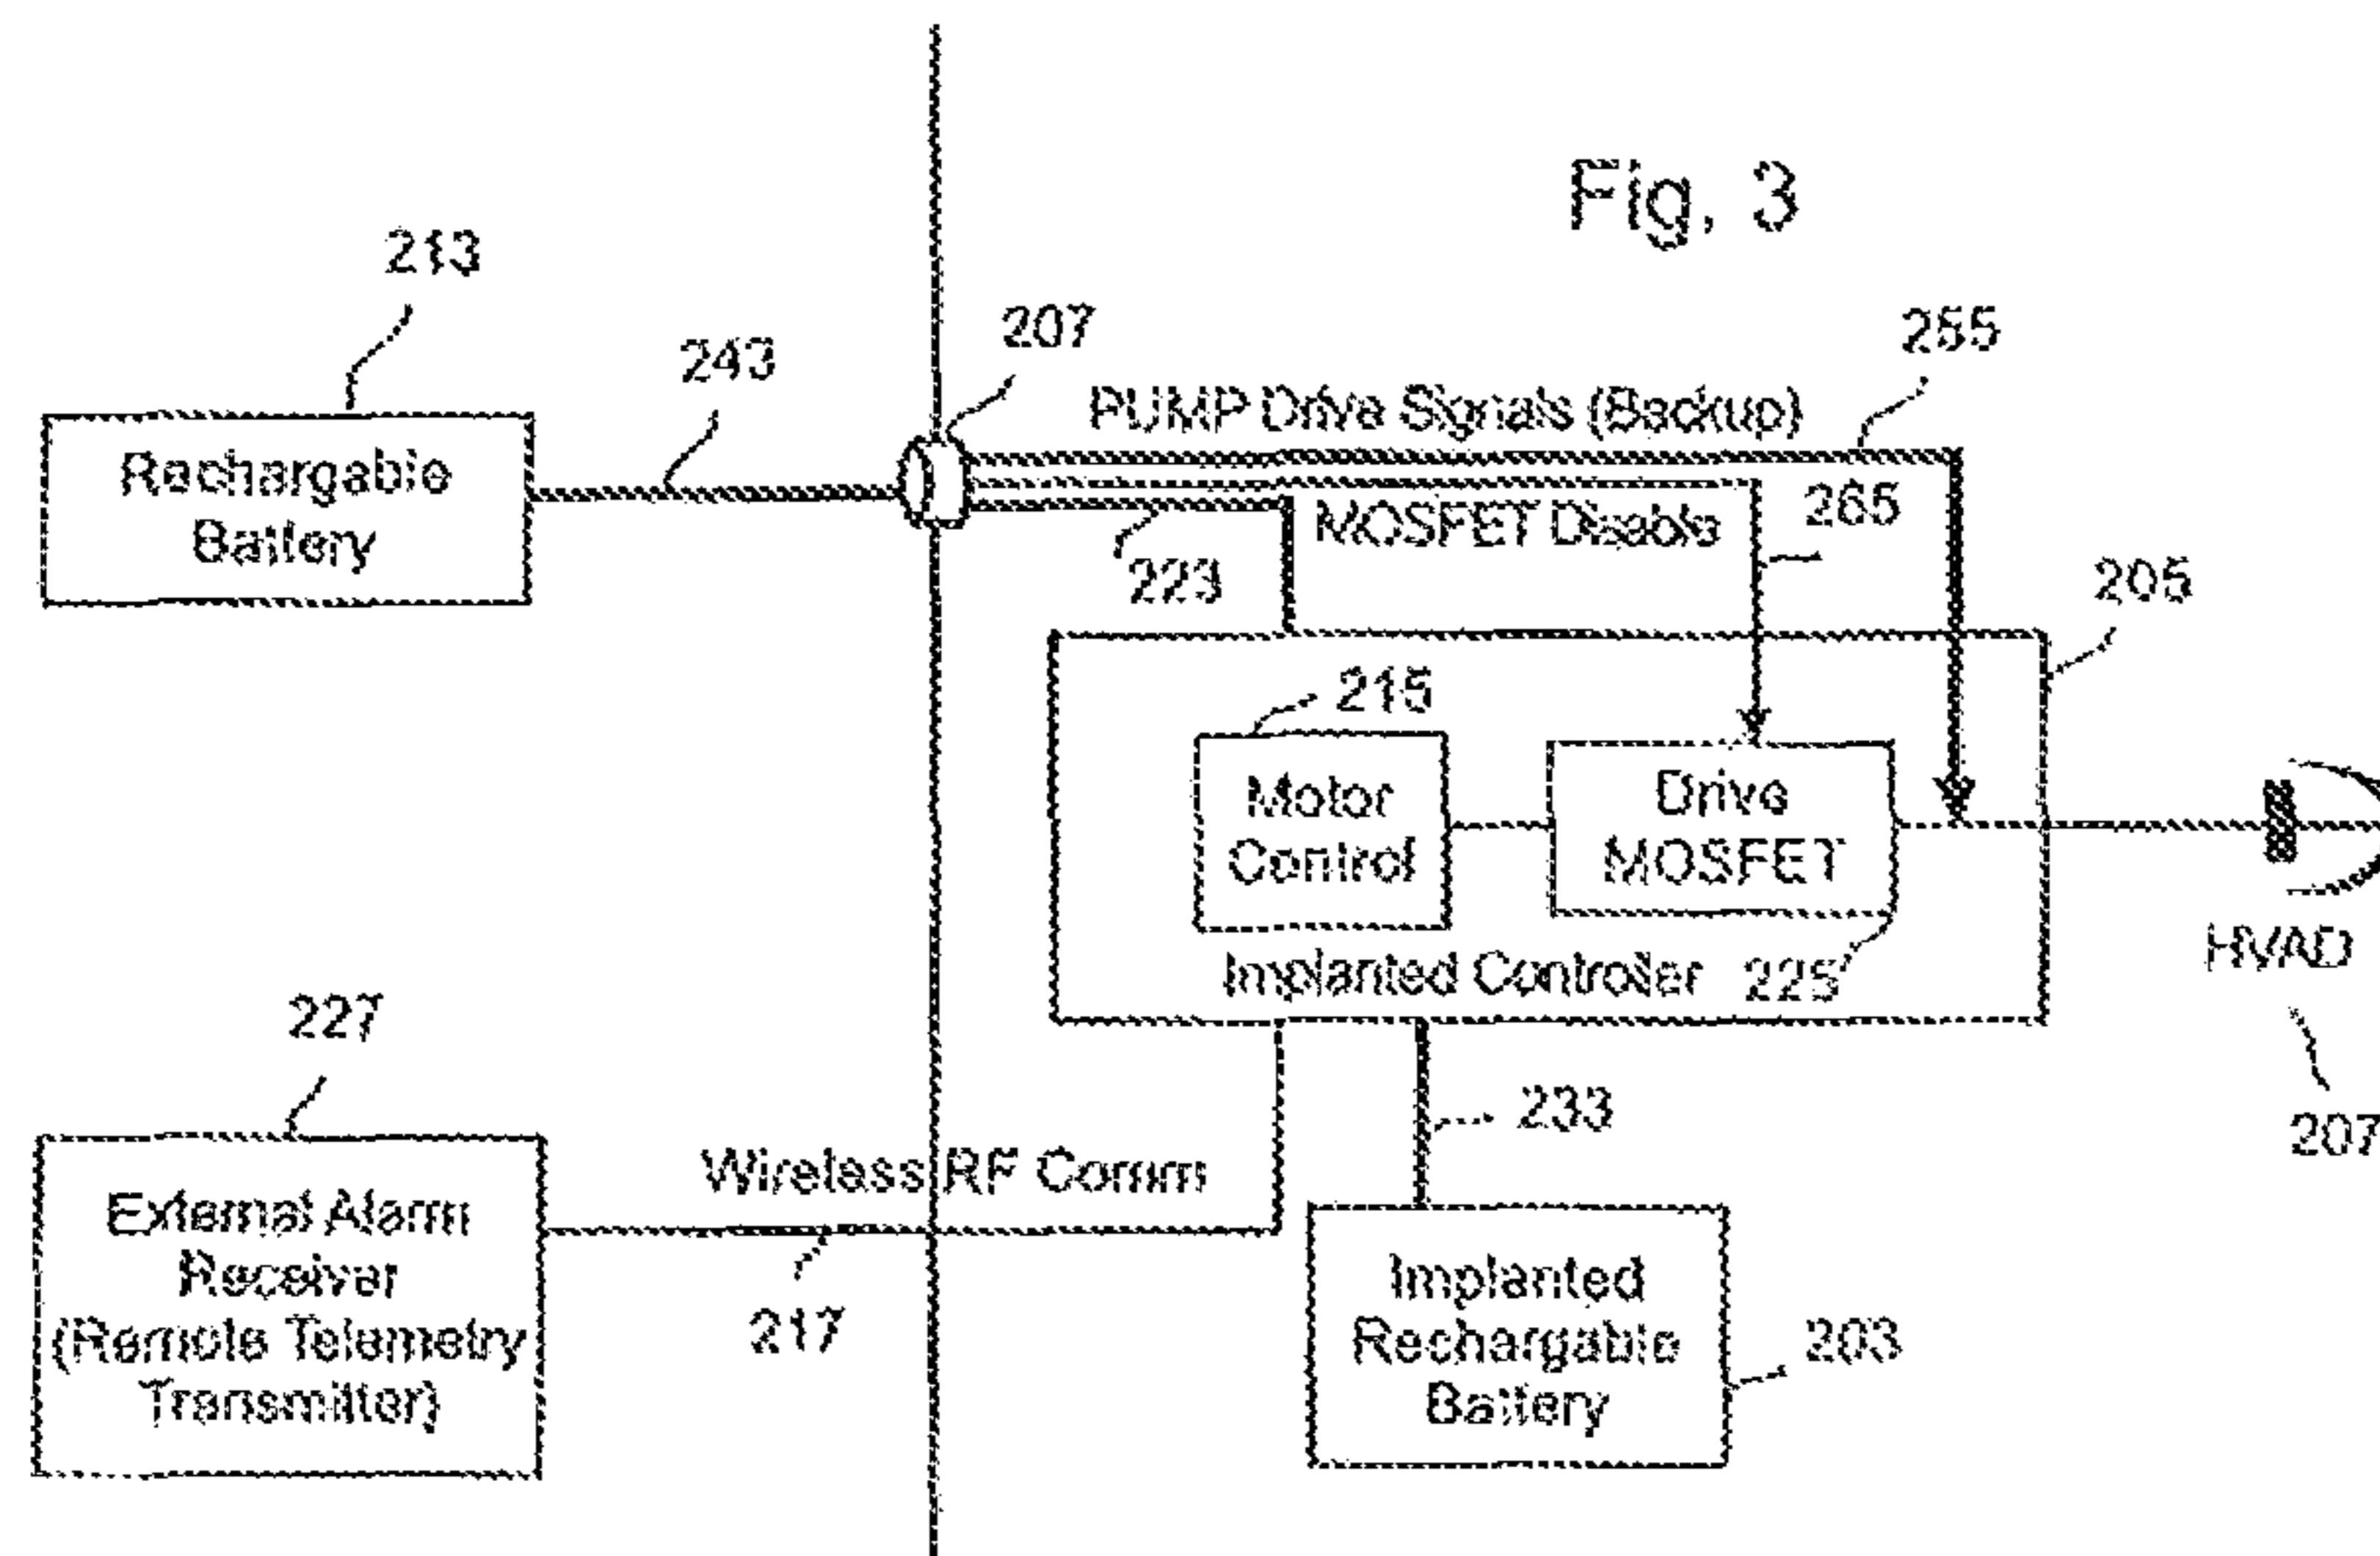 Fig. 3
213
243
207
255
PUMP Drive Signals (Backup)
Rechargable
Battery
265
MOSFET Disable
223
205
215
Motor
Control
Drive
MOSFET
Implanted Controller
225
HVAD
207
227
233
Wireless RF Comm
External Alarm
Receiver
(Remote Telemetry
Transmitter)
217
Implanted
Rechargable
Battery
203